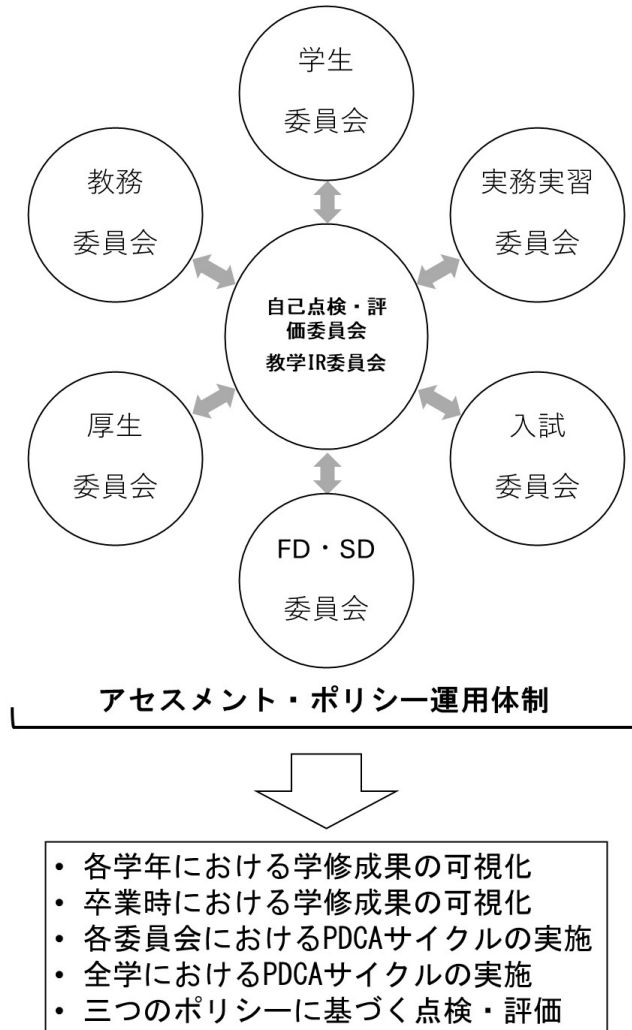 学生
委員会
教務
委員会
実務実習
委員会
自己点検・評
価委員会
教学IR委員会
厚生
委員会
入試
委員会
FD・SD
委員会
アセスメント・ポリシー運用体制
• 各学年における学修成果の可視化
• 卒業時における学修成果の可視化
• 各委員会におけるPDCAサイクルの実施
• 全学におけるPDCAサイクルの実施
• 三つのポリシーに基づく点検・評価